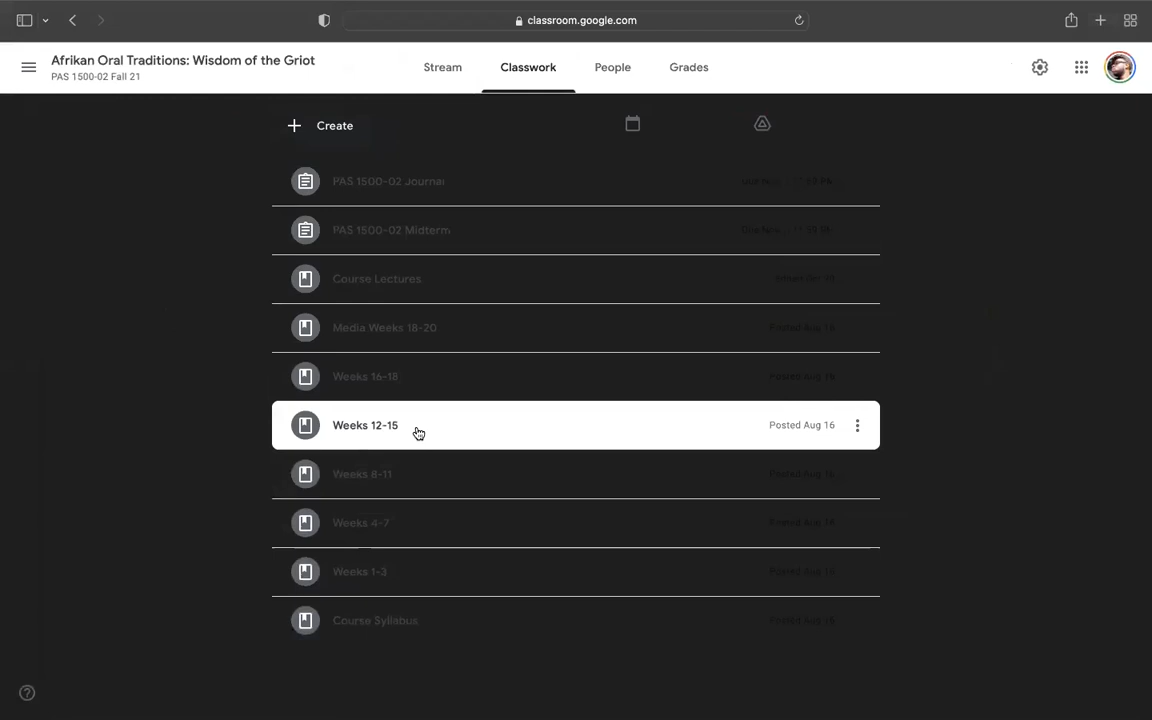 classroom.google.com
Afrikan Oral Traditions: Wisdom of the Griot
PAS 1500-02 Fall 21
Stream
Classwork
People
Grades
Create
PAS 1500-02 Journal
PAS 1500-02 Midterm
Course Lectures
Media Weeks 18-20
Weeks 16-18
Weeks 12-15
Posted Aug 16
Weeks 8-11
Weeks 4-7
Weeks 1-3
Course Syllabus